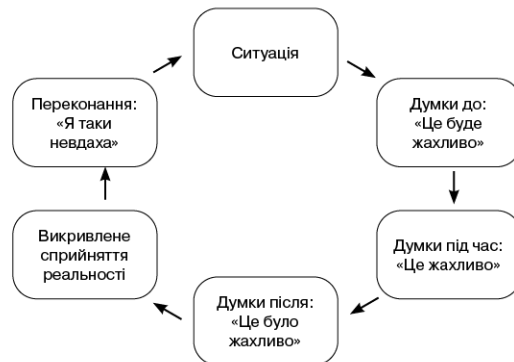 Ситуація
Думки до:
«Це буде
жахливо»
Думки під час:
«Це жахливо»
Думки після:
«Це було
жахливо»
Викривлене
сприйняття
реальності
Переконання:
«Я таки
невдаха»